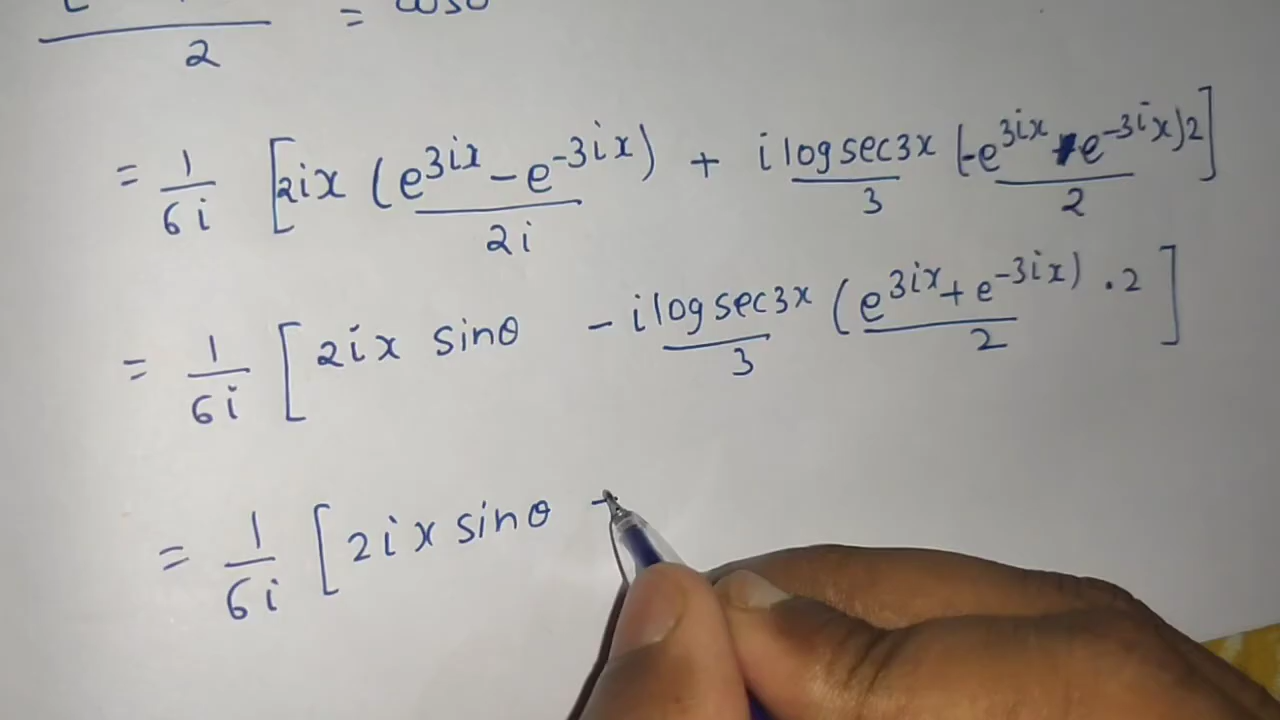 2 = cosθ
= 1/6i [2ix (e^3ix - e^-3ix)/2i + i log sec3x/3 (-e^3ix - e^-3ix)2/2]
= 1/6i [2ix sinθ - i log sec3x/3 (e^3ix + e^-3ix)/2 . 2]
= 1/6i [2ix sinθ -